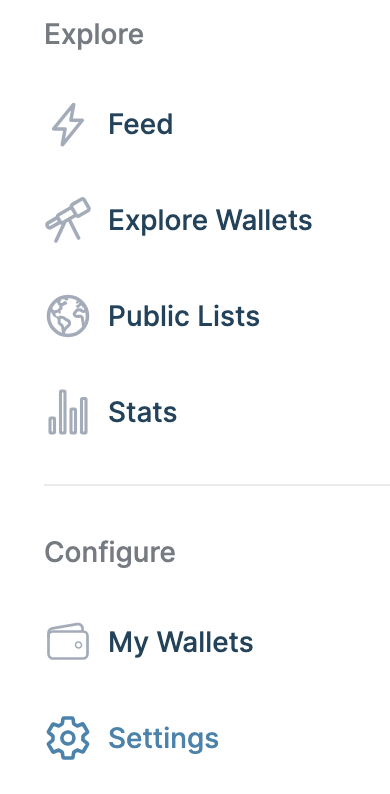 Explore
Feed
Explore Wallets
Public Lists
Stats
Configure
My Wallets
Settings